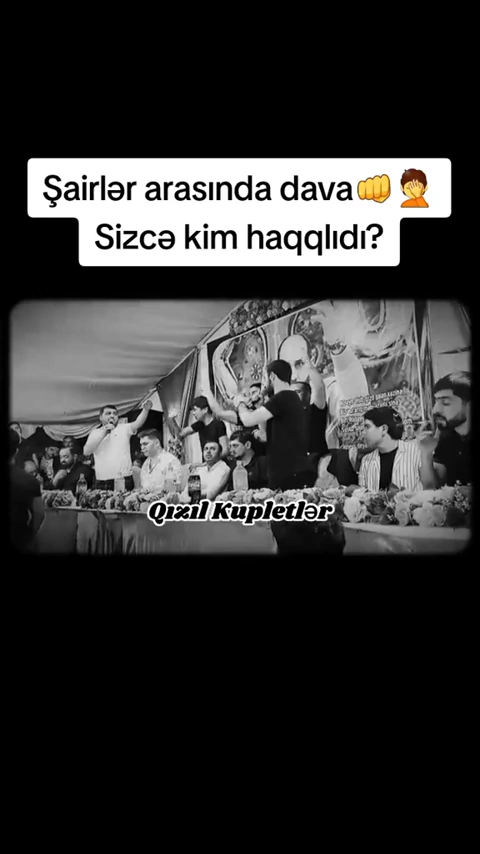 Şairlər arasında dava👊🤦
Sizcə kim haqqlıdı?
Qızıl Kupletlər